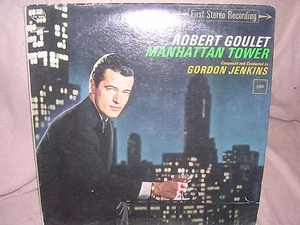 First Stereo Recording
ROBERT GOULET
MANHATTAN TOWER
Composed and Conducted by
GORDON JENKINS